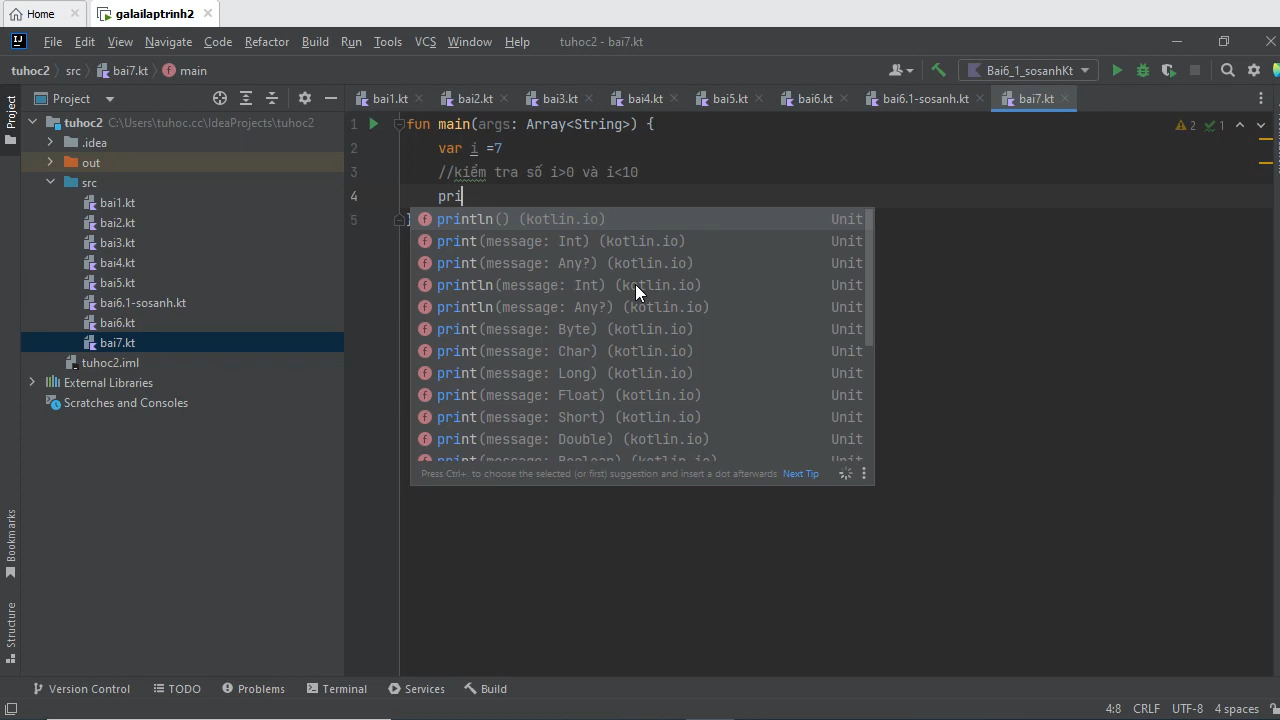 Home
galailaptrinh2
File Edit View Navigate Code Refactor Build Run Tools VCS Window Help tuhoc2 - bai7.kt
tuhoc2 src bai7.kt main Bai6_1_sosanhKt
Project
Project
bai1.kt bai2.kt bai3.kt bai4.kt bai5.kt bai6.kt bai6.1-sosanh.kt bai7.kt
tuhoc2 C:\Users\tuhoc.cc\IdeaProjects\tuhoc2
.idea
out
src
bai1.kt
bai2.kt
bai3.kt
bai4.kt
bai5.kt
bai6.1-sosanh.kt
bai6.kt
bai7.kt
tuhoc2.iml
External Libraries
Scratches and Consoles
1 fun main(args: Array<String>) { 2 1
2 var i =7
3 //kiểm tra số i>0 và i<10
4 pri
5 }
println() (kotlin.io) Unit
print(message: Int) (kotlin.io) Unit
print(message: Any?) (kotlin.io) Unit
println(message: Int) (kotlin.io) Unit
println(message: Any?) (kotlin.io) Unit
print(message: Byte) (kotlin.io) Unit
print(message: Char) (kotlin.io) Unit
print(message: Long) (kotlin.io) Unit
print(message: Float) (kotlin.io) Unit
print(message: Short) (kotlin.io) Unit
print(message: Double) (kotlin.io) Unit
print(message: Boolean) (kotlin.io) Unit
Press Ctrl+. to choose the selected (or first) suggestion and insert a dot afterwards Next Tip
Bookmarks
Structure
Version Control TODO Problems Terminal Services Build
4:8 CRLF UTF-8 4 spaces